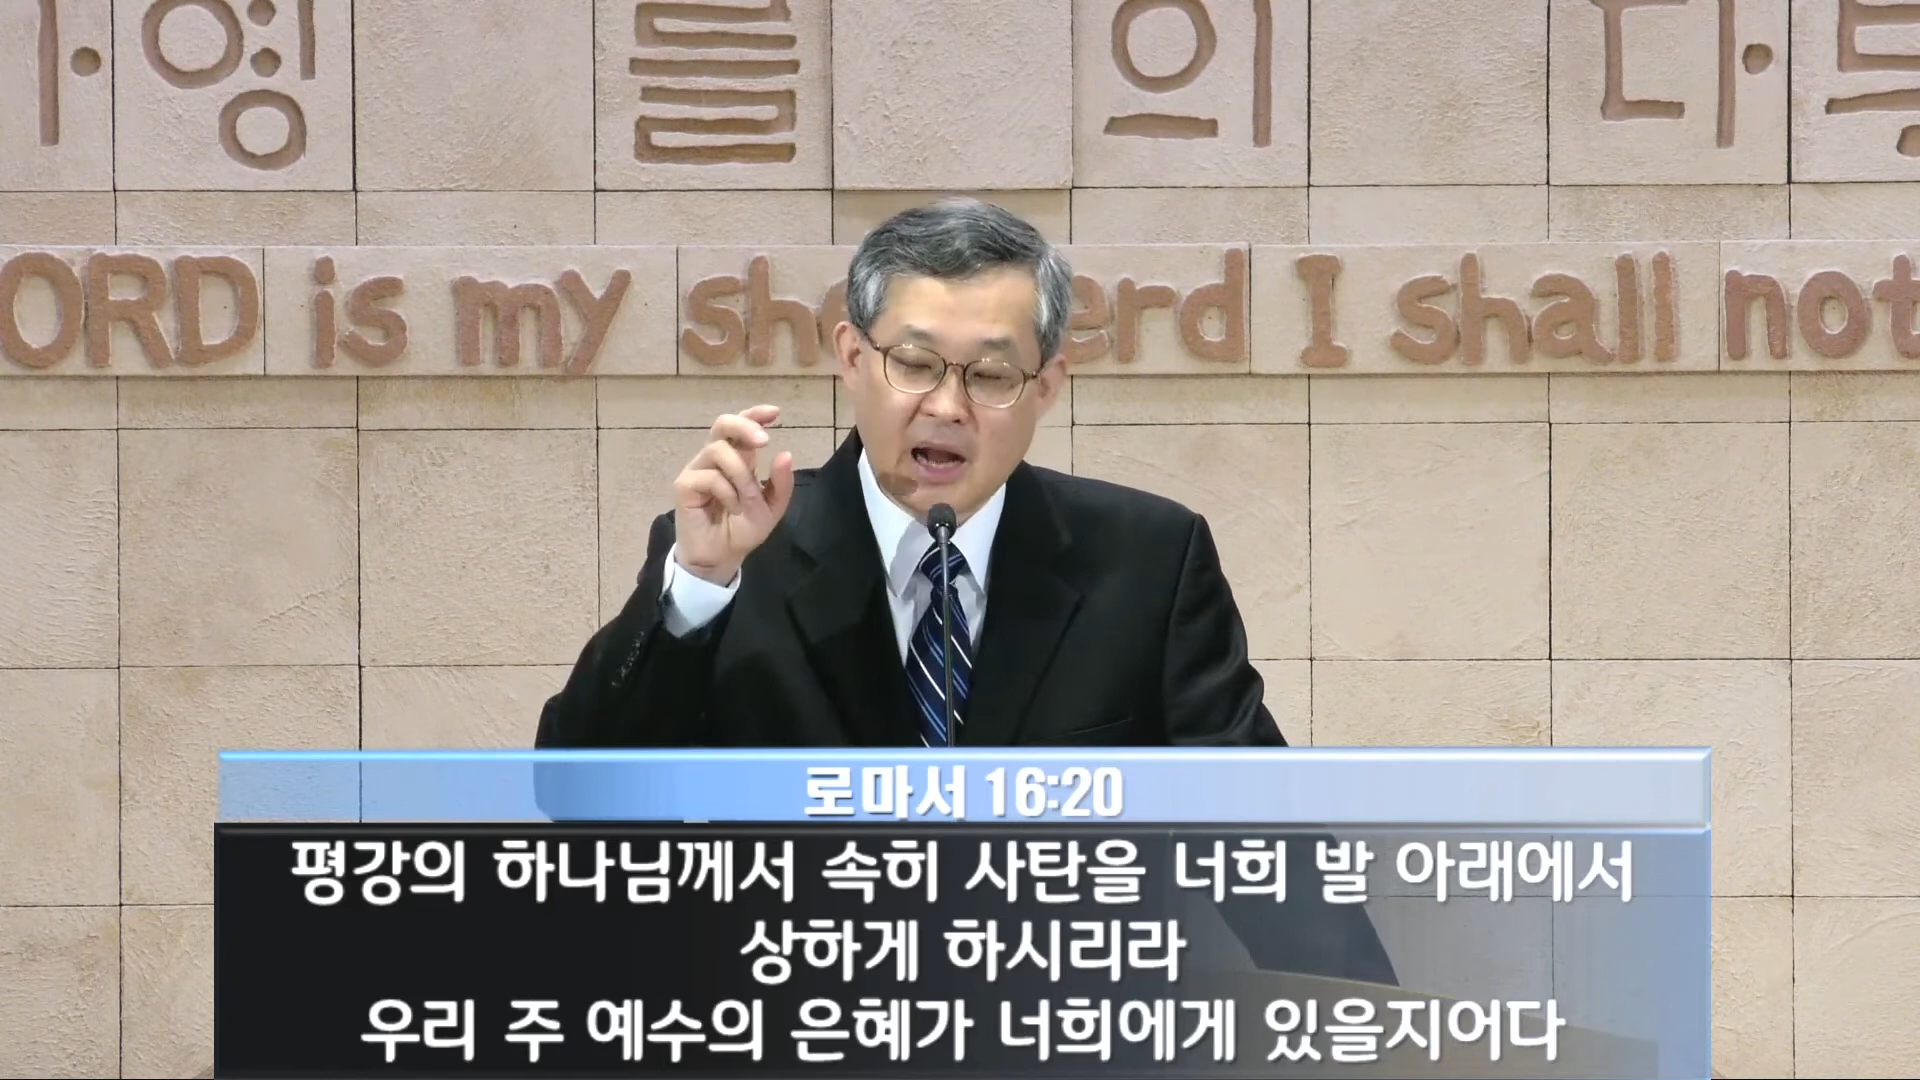 영 들 의 다
ORD is my sh erd I shall not
로마서 16:20
평강의 하나님께서 속히 사탄을 너희 발 아래에서
상하게 하시리라
우리 주 예수의 은혜가 너희에게 있을지어다